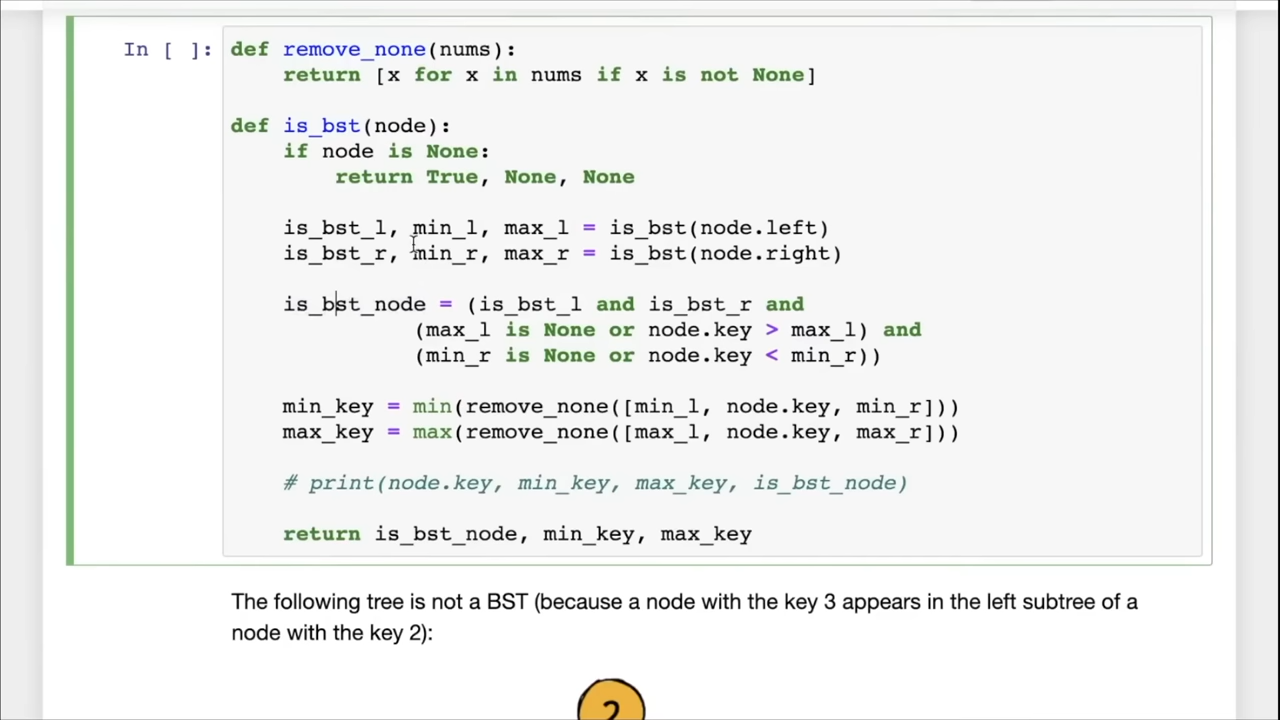 In [ ]: def remove_none(nums):
    return [x for x in nums if x is not None]

def is_bst(node):
    if node is None:
        return True, None, None

    is_bst_l, min_l, max_l = is_bst(node.left)
    is_bst_r, min_r, max_r = is_bst(node.right)

    is_bst_node = (is_bst_l and is_bst_r and
              (max_l is None or node.key > max_l) and
              (min_r is None or node.key < min_r))

    min_key = min(remove_none([min_l, node.key, min_r]))
    max_key = max(remove_none([max_l, node.key, max_r]))

    # print(node.key, min_key, max_key, is_bst_node)

    return is_bst_node, min_key, max_key
The following tree is not a BST (because a node with the key 3 appears in the left subtree of a
node with the key 2):
2